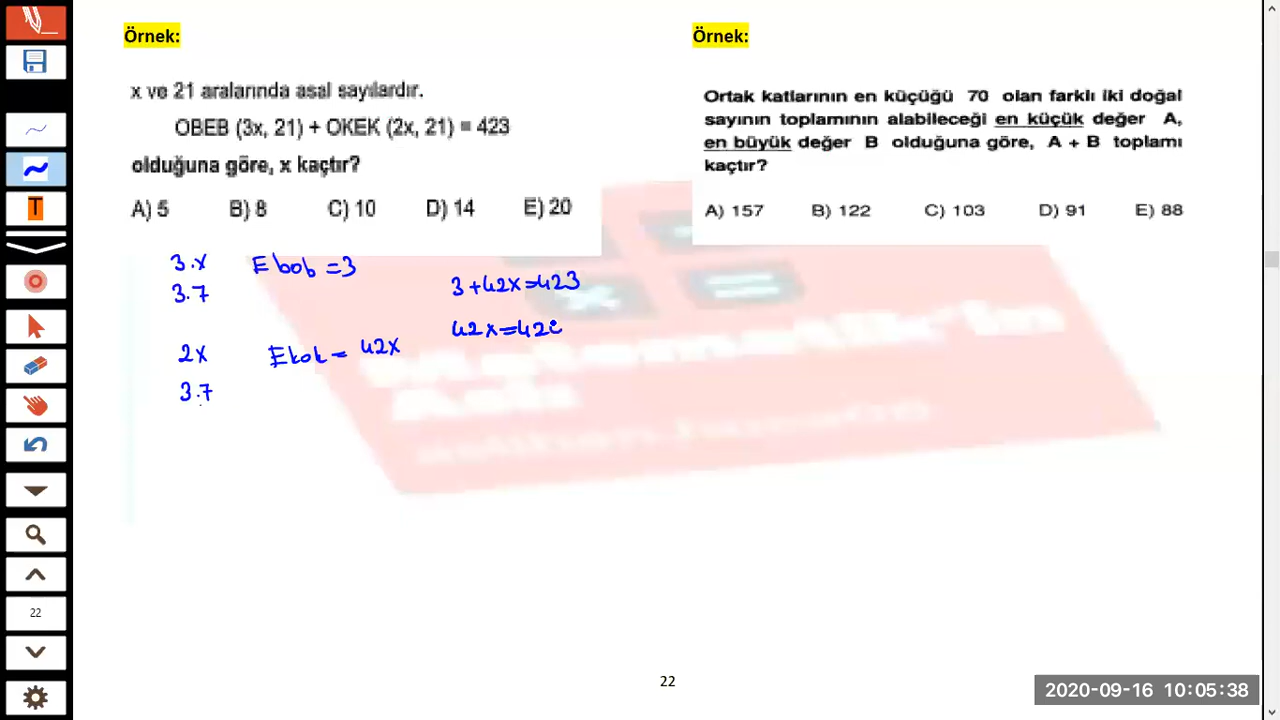 Örnek:
x ve 21 aralarında asal sayılardır.
OBEB (3x, 21) + OKEK (2x, 21) = 423
olduğuna göre, x kaçtır?
A) 5 B) 8 C) 10 D) 14 E) 20
3.x Ebob =3
3.7
3+42x=423
42x=42
2x Ekok= 42x
3.7
Örnek:
Ortak katlarının en küçüğü 70 olan farklı iki doğal
sayının toplamının alabileceği en küçük değer A,
en büyük değer B olduğuna göre, A + B toplamı
kaçtır?
A) 157 B) 122 C) 103 D) 91 E) 88
T
22
22
2020-09-16 10:05:38